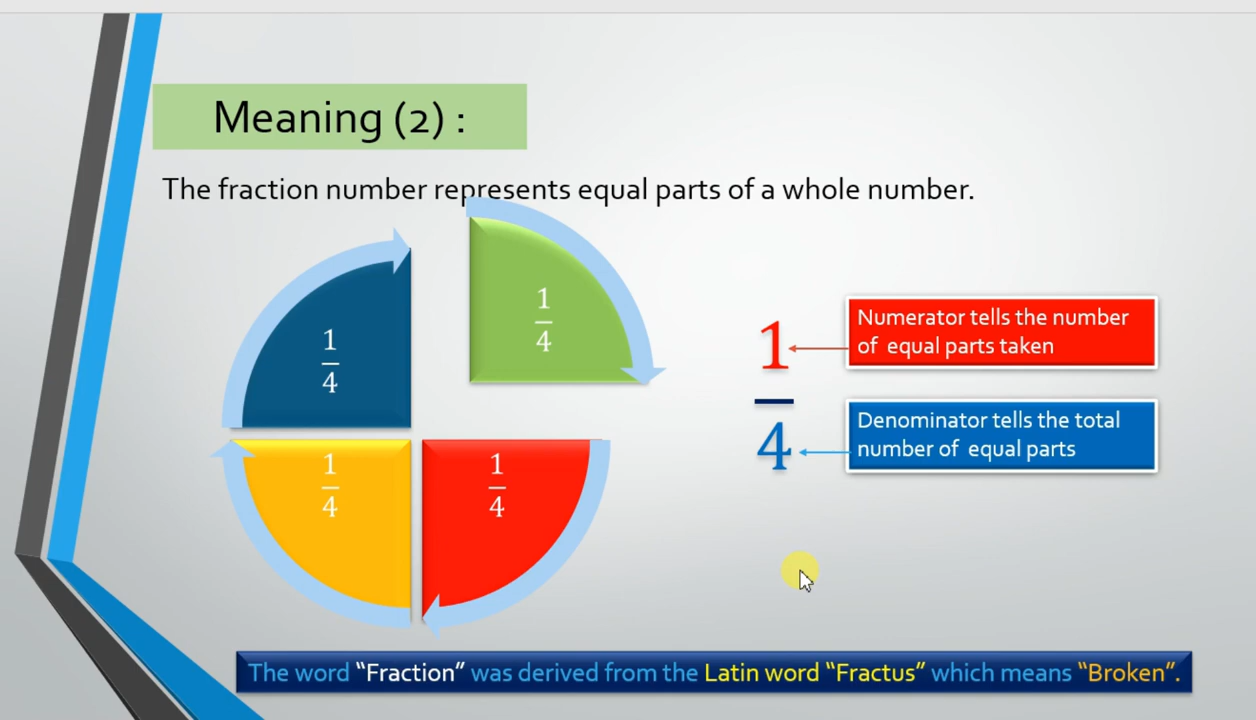 Meaning (2) :
The fraction number represents equal parts of a whole number.
1
4
1
4
1
4
1
4
1
4
Numerator tells the number
of equal parts taken
Denominator tells the total
number of equal parts
The word “Fraction” was derived from the Latin word “Fractus” which means “Broken”.